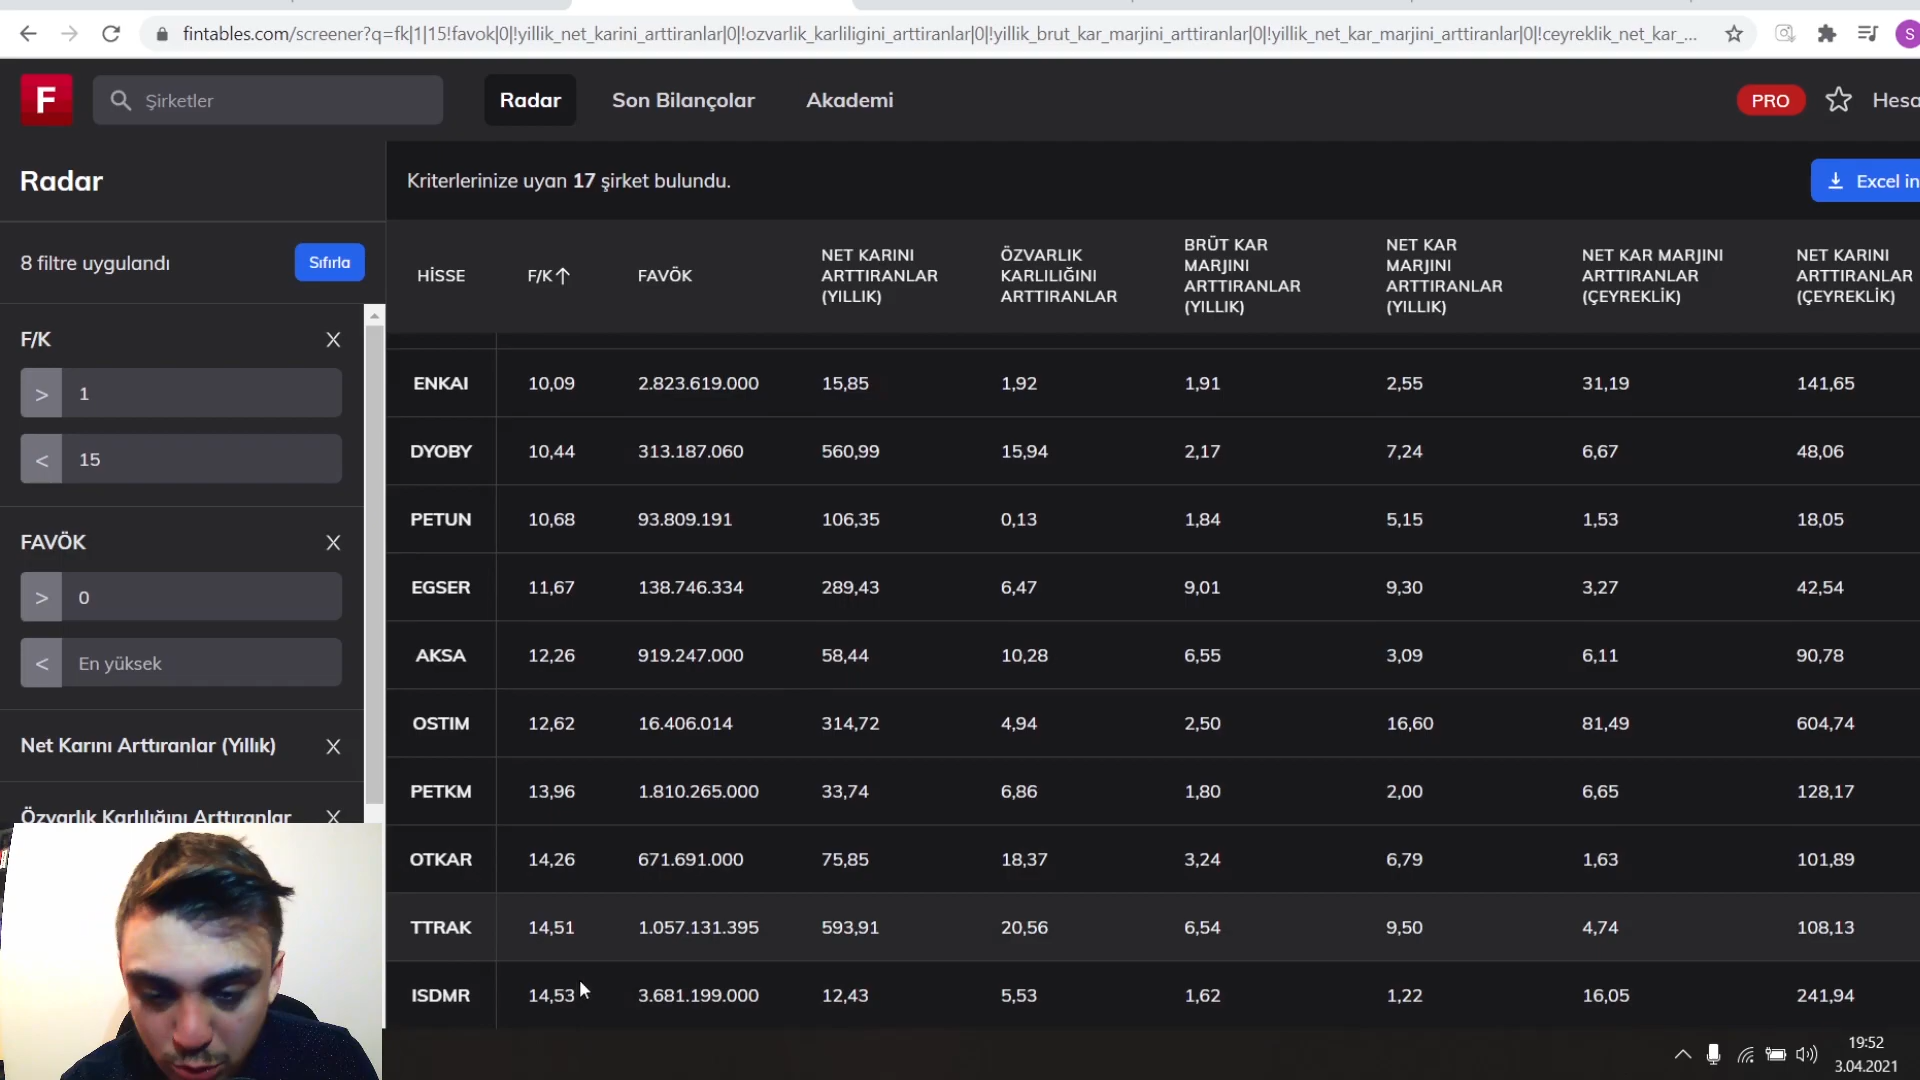 fintables.com/screener?q=fk|1|15!favok|0|!yillik_net_karini_arttiranlar|0|!ozvarlik_karliligini_arttiranlar|0|!yillik_brut_kar_marjini_arttiranlar|0|!yillik_net_kar_marjini_arttiranlar|0|!ceyreklik_net_kar_...
S
F
Şirketler
Radar
Son Bilançolar
Akademi
PRO
Hesa
Radar
Kriterlerinize uyan 17 şirket bulundu.
Excel in
8 filtre uygulandı
Sıfırla
F/K X
> 1
< 15
FAVÖK X
> 0
< En yüksek
Net Karını Arttıranlar (Yıllık) X
Özvarlık Karlılığını Arttıranlar X
HİSSE
F/K↑
FAVÖK
NET KARINI
ARTTIRANLAR
(YILLIK)
ÖZVARLIK
KARLILIĞINI
ARTTIRANLAR
BRÜT KAR
MARJINI
ARTTIRANLAR
(YILLIK)
NET KAR
MARJINI
ARTTIRANLAR
(YILLIK)
NET KAR MARJINI
ARTTIRANLAR
(ÇEYREKLİK)
NET KARINI
ARTTIRANLAR
(ÇEYREKLİK)
ENKAI 10,09 2.823.619.000 15,85 1,92 1,91 2,55 31,19 141,65
DYOBY 10,44 313.187.060 560,99 15,94 2,17 7,24 6,67 48,06
PETUN 10,68 93.809.191 106,35 0,13 1,84 5,15 1,53 18,05
EGSER 11,67 138.746.334 289,43 6,47 9,01 9,30 3,27 42,54
AKSA 12,26 919.247.000 58,44 10,28 6,55 3,09 6,11 90,78
OSTIM 12,62 16.406.014 314,72 4,94 2,50 16,60 81,49 604,74
PETKM 13,96 1.810.265.000 33,74 6,86 1,80 2,00 6,65 128,17
OTKAR 14,26 671.691.000 75,85 18,37 3,24 6,79 1,63 101,89
TTRAK 14,51 1.057.131.395 593,91 20,56 6,54 9,50 4,74 108,13
ISDMR 14,53 3.681.199.000 12,43 5,53 1,62 1,22 16,05 241,94
19:52
3.04.2021